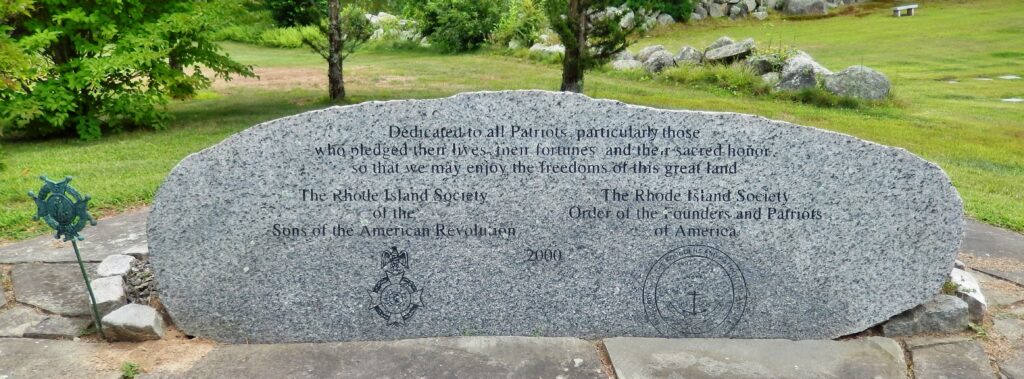 Dedicated to all Patriots, particularly those
who pledged their lives, their fortunes and their sacred honor
so that we may enjoy the freedoms of this great land
The Rhode Island Society
of the
Sons of the American Revolution
The Rhode Island Society
Order of the Founders and Patriots
of America
2000